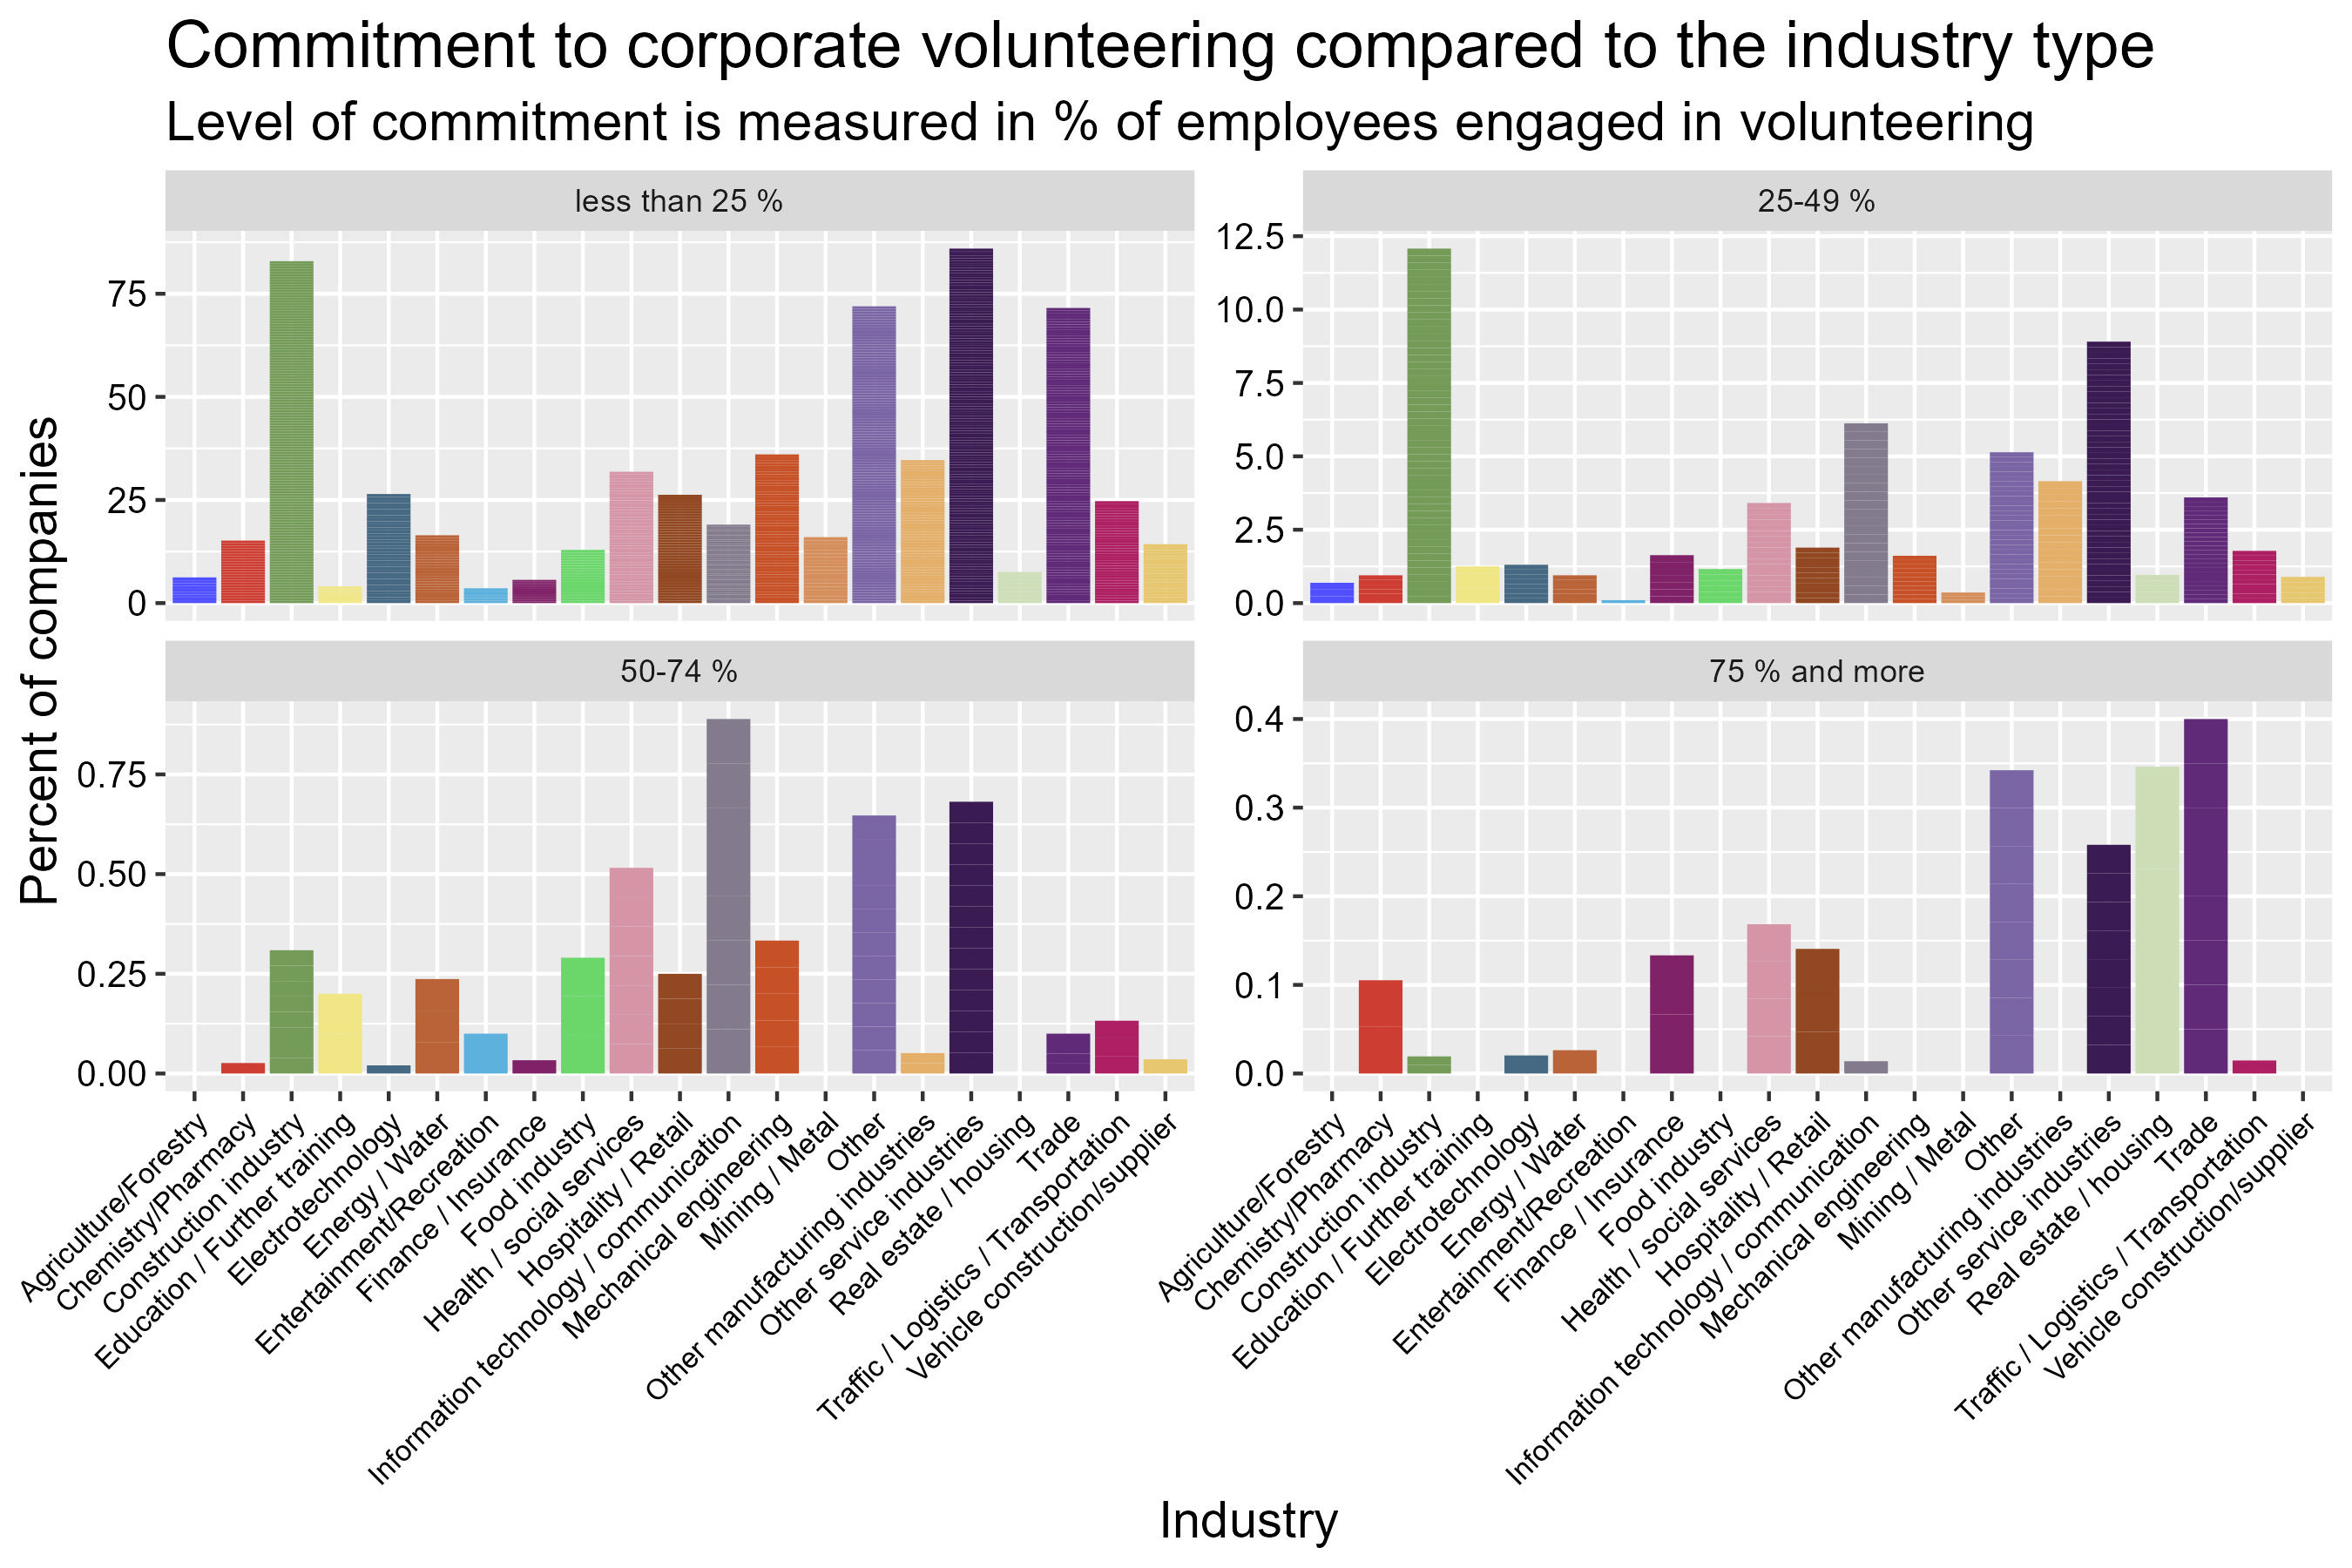 Commitment to corporate volunteering compared to the industry type
Level of commitment is measured in % of employees engaged in volunteering
Percent of companies
less than 25 %
75
50
25
0
25-49 %
12.5
10.0
7.5
5.0
2.5
0.0
50-74 %
0.75
0.50
0.25
0.00
75 % and more
0.4
0.3
0.2
0.1
0.0
Agriculture/Forestry
Chemistry/Pharmacy
Construction industry
Education / Further training
Electrotechnology
Energy / Water
Entertainment/Recreation
Finance / Insurance
Food industry
Health / social services
Hospitality / Retail
Information technology / communication
Mechanical engineering
Mining / Metal
Other
Other manufacturing industries
Other service industries
Real estate / housing
Trade
Traffic / Logistics / Transportation
Vehicle construction/supplier
Agriculture/Forestry
Chemistry/Pharmacy
Construction industry
Education / Further training
Electrotechnology
Energy / Water
Entertainment/Recreation
Finance / Insurance
Food industry
Health / social services
Hospitality / Retail
Information technology / communication
Mechanical engineering
Mining / Metal
Other
Other manufacturing industries
Other service industries
Real estate / housing
Trade
Traffic / Logistics / Transportation
Vehicle construction/supplier
Industry